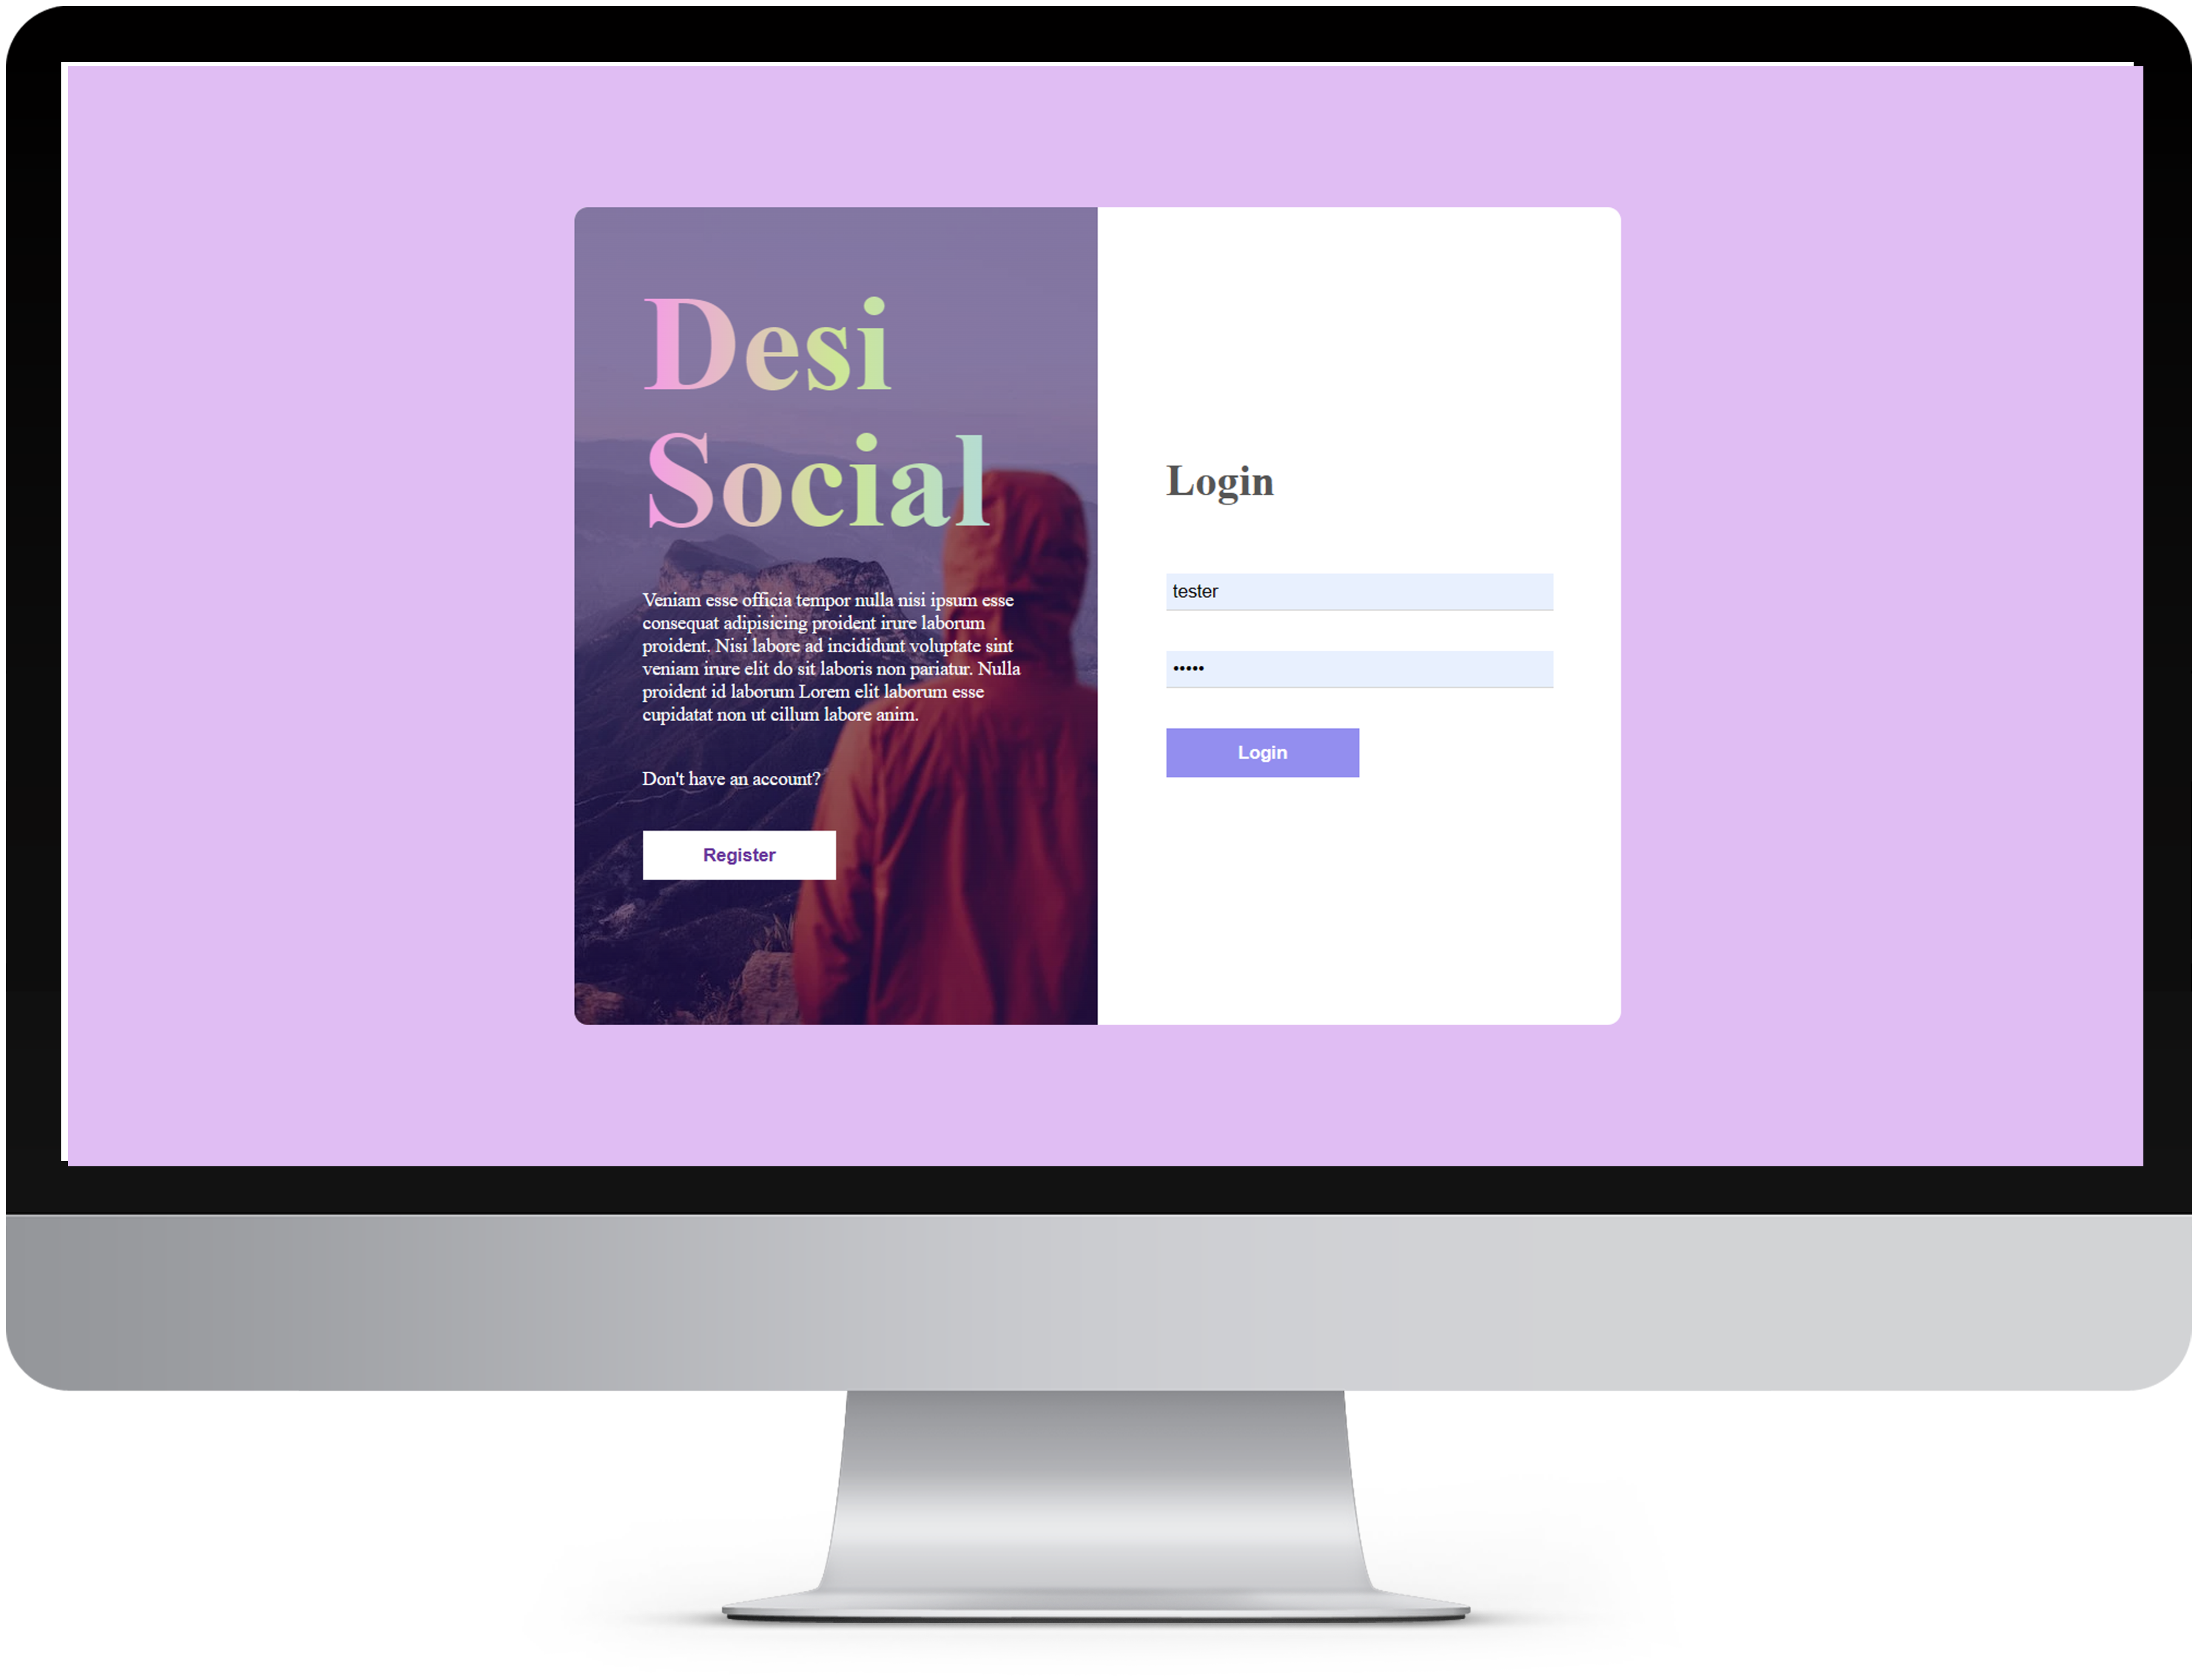 Desi
Social
Veniam esse officia tempor nulla nisi ipsum esse
consequat adipisicing proident irure laborum
proident. Nisi labore ad incididunt voluptate sint
veniam irure elit do sit laboris non pariatur. Nulla
proident id laborum Lorem elit laborum esse
cupidatat non ut cillum labore anim.
Don't have an account?
Register
Login
tester
•••••
Login